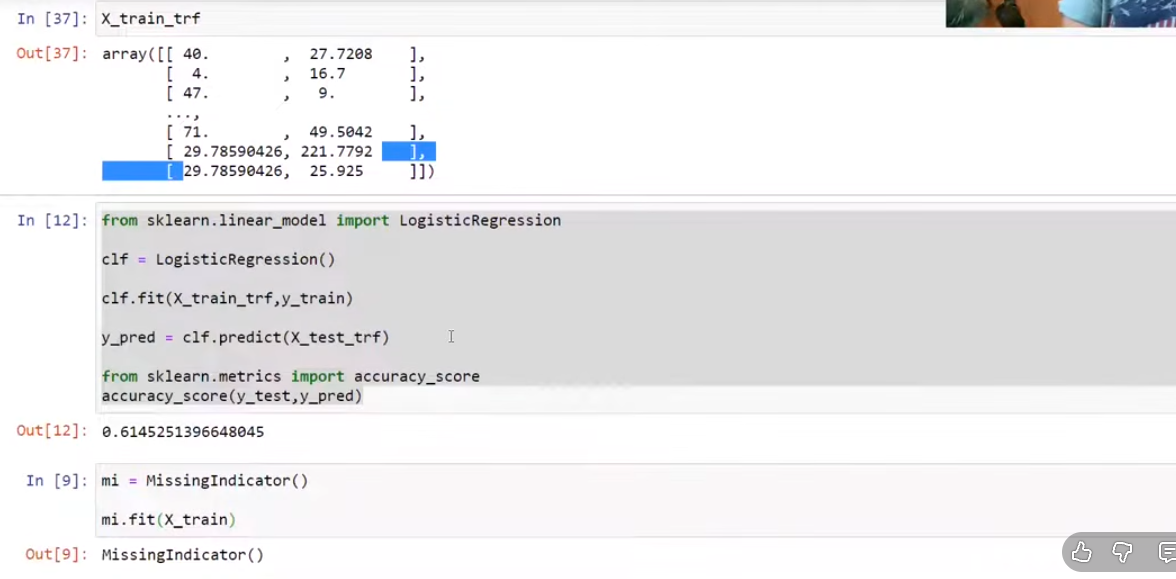 In [37]: X_train_trf
Out[37]: array([[ 40.        ,  27.7208    ],
[  4.        ,  16.7       ],
[ 47.        ,   9.        ],
...,
[ 71.        ,  49.5042    ],
[ 29.78590426, 221.7792    ],
[ 29.78590426,  25.925     ]])
In [12]: from sklearn.linear_model import LogisticRegression
clf = LogisticRegression()
clf.fit(X_train_trf,y_train)
y_pred = clf.predict(X_test_trf)
from sklearn.metrics import accuracy_score
accuracy_score(y_test,y_pred)
Out[12]: 0.6145251396648045
In [9]: mi = MissingIndicator()
mi.fit(X_train)
Out[9]: MissingIndicator()